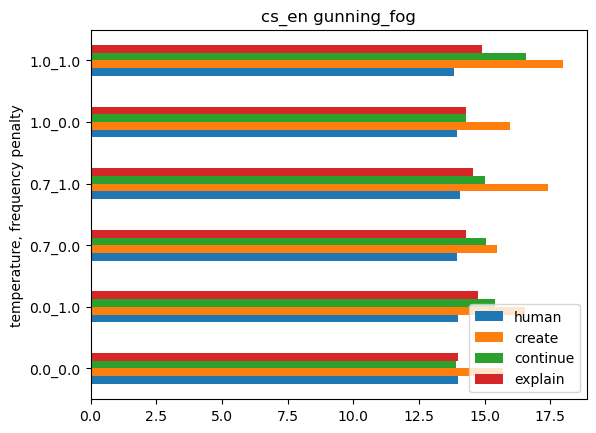 cs_en gunning_fog
temperature, frequency penalty
1.0_1.0
1.0_0.0
0.7_1.0
0.7_0.0
0.0_1.0
0.0_0.0
human
create
continue
explain
0.0 2.5 5.0 7.5 10.0 12.5 15.0 17.5